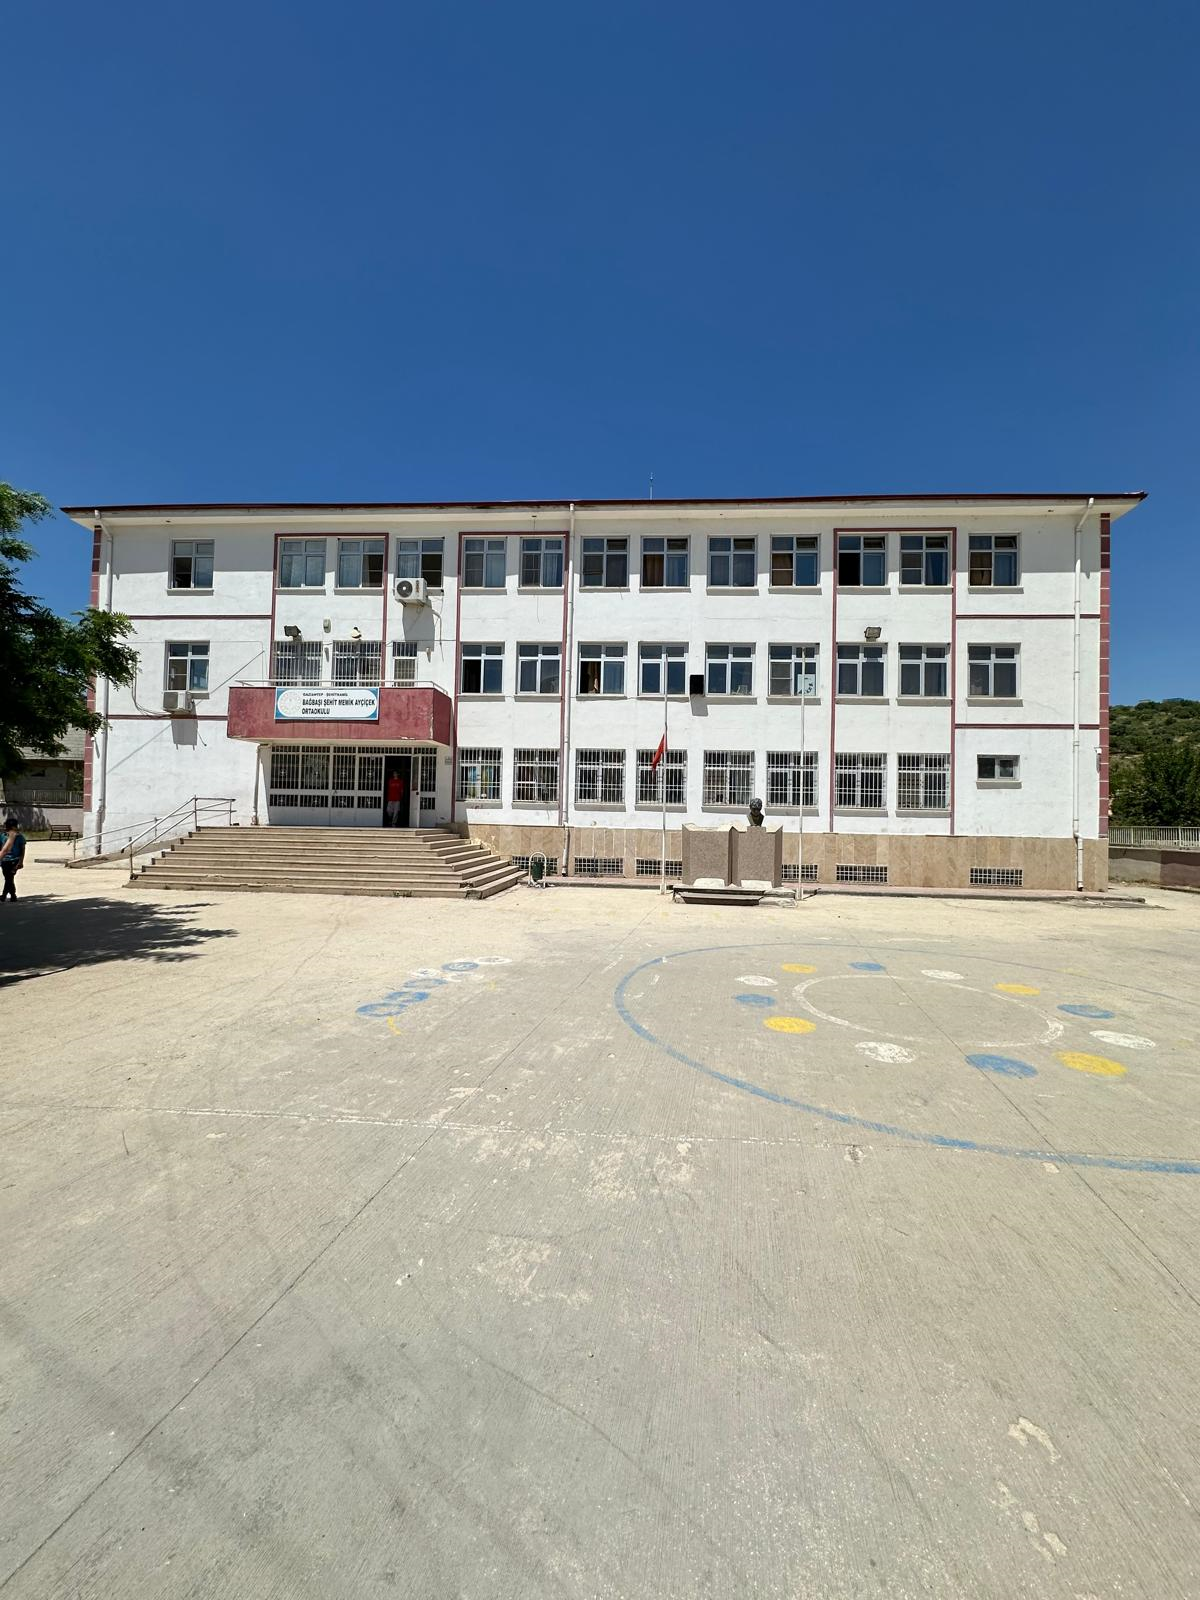 GAZİANTEP - ŞEHİTKAMİL
BAĞBAŞI ŞEHİT MEMİK AYÇİÇEK
ORTAOKULU